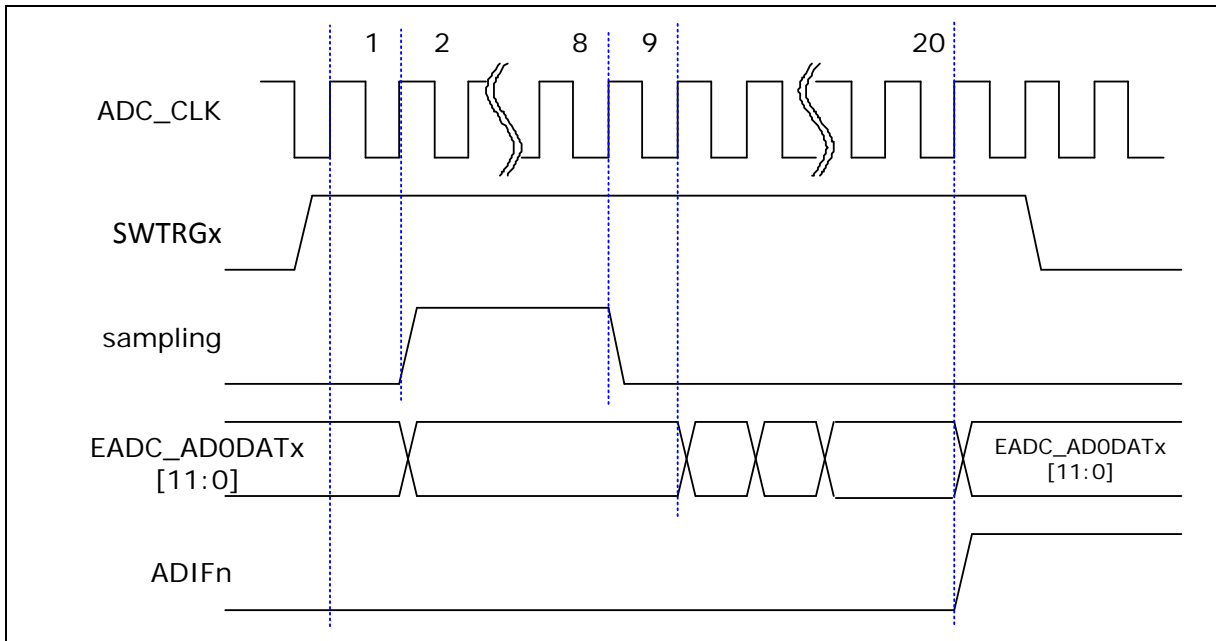 1 2 8 9 20
ADC_CLK
SWTRGx
sampling
EADC_AD0DATx
[11:0]
EADC_AD0DATx
[11:0]
ADIFn